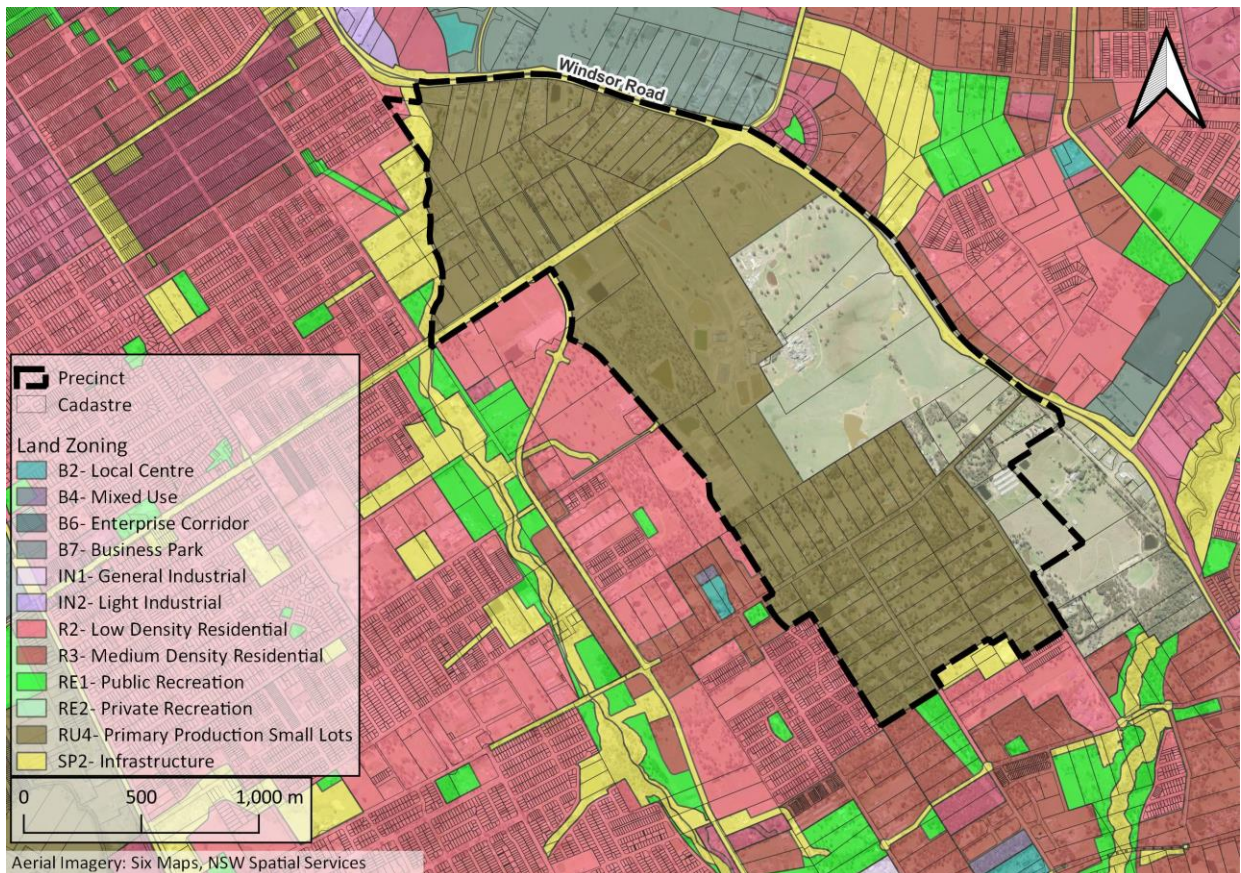 Windsor Road
Precinct
Cadastre
Land Zoning
B2- Local Centre
B4- Mixed Use
B6- Enterprise Corridor
B7- Business Park
IN1- General Industrial
IN2- Light Industrial
R2- Low Density Residential
R3- Medium Density Residential
RE1- Public Recreation
RE2- Private Recreation
RU4- Primary Production Small Lots
SP2- Infrastructure
0 500 1,000 m
Aerial Imagery: Six Maps, NSW Spatial Services